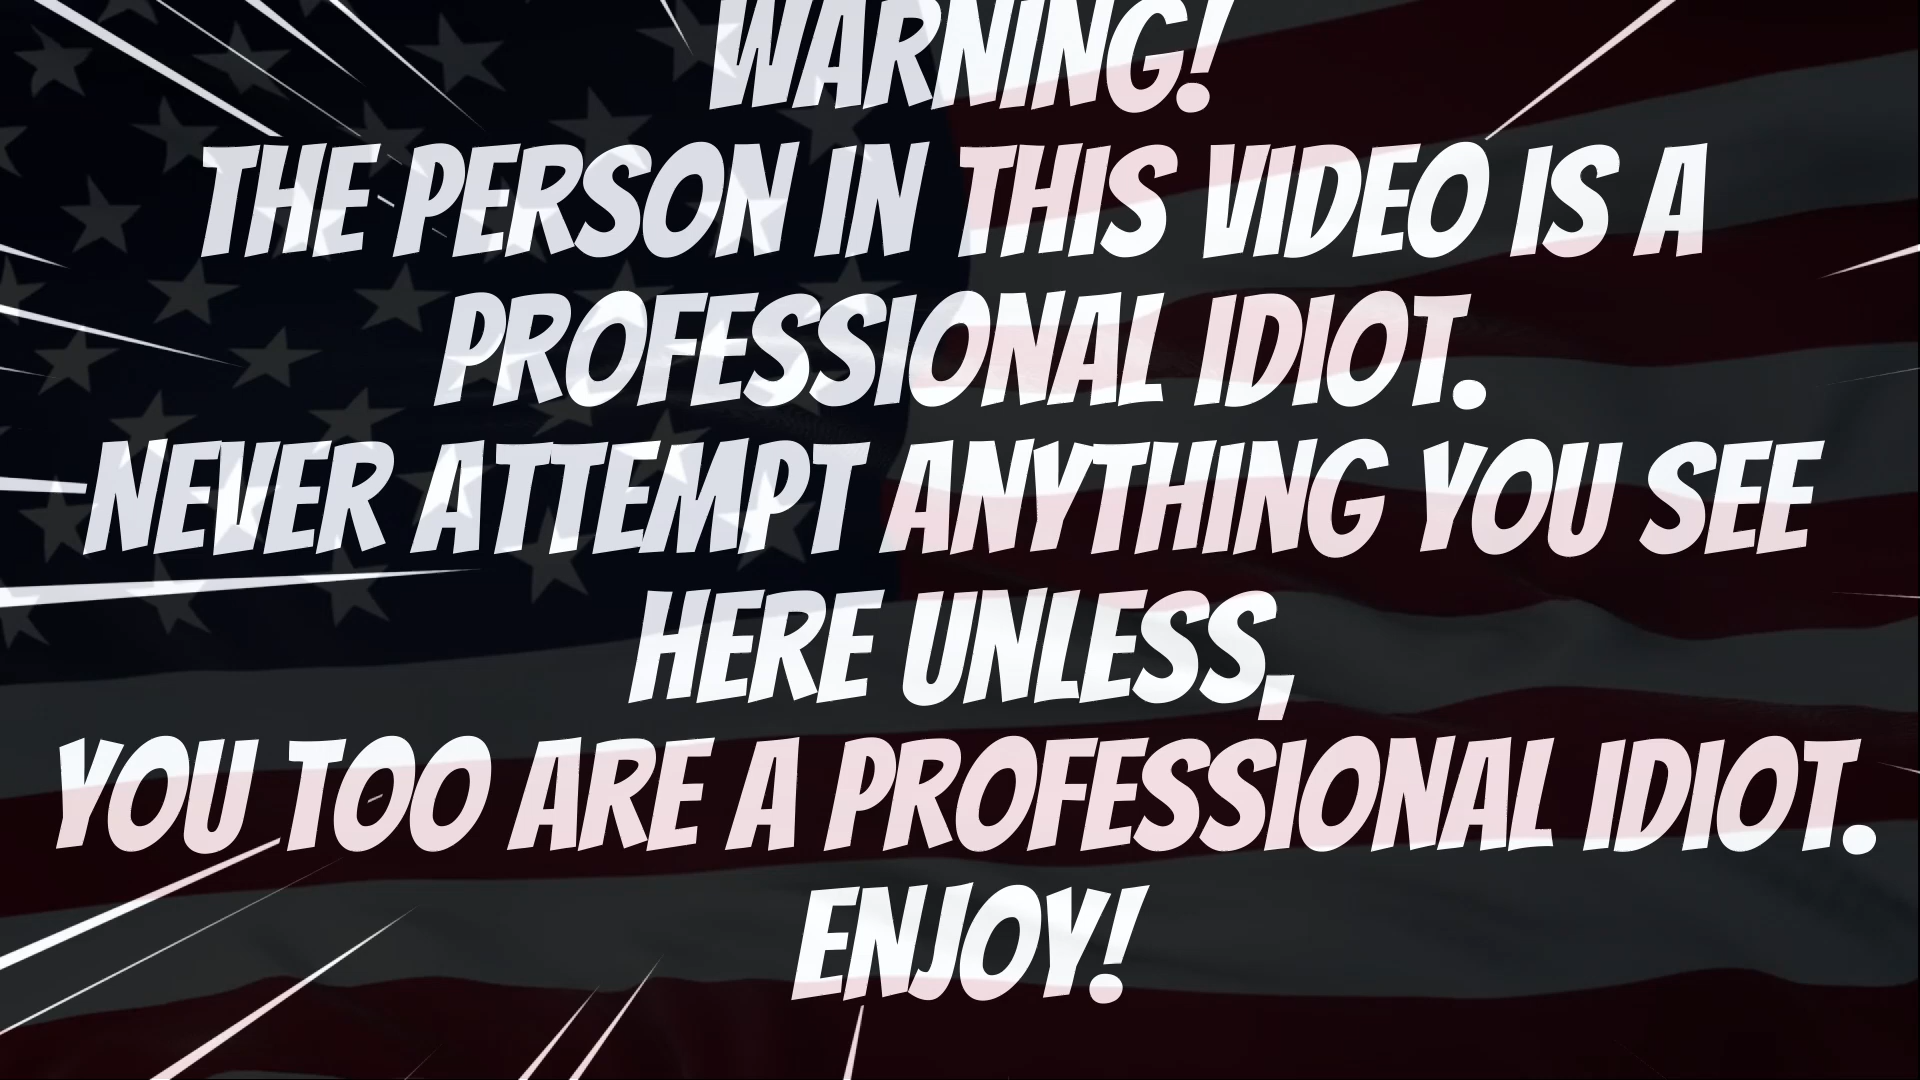 WARNING!
THE PERSON IN THIS VIDEO IS A
PROFESSIONAL IDIOT.
NEVER ATTEMPT ANYTHING YOU SEE
HERE UNLESS,
YOU TOO ARE A PROFESSIONAL IDIOT.
ENJOY!